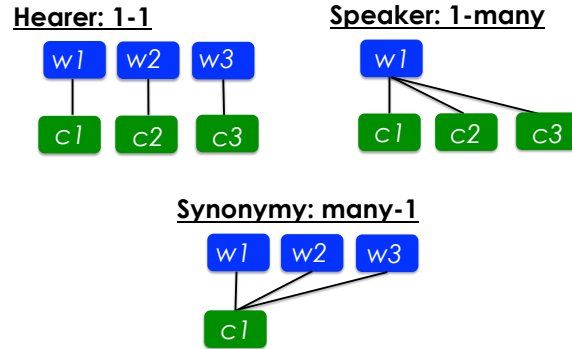 Hearer: 1-1
w1 w2 w3
c1 c2 c3
Speaker: 1-many
w1
c1 c2 c3
Synonymy: many-1
w1 w2 w3
c1